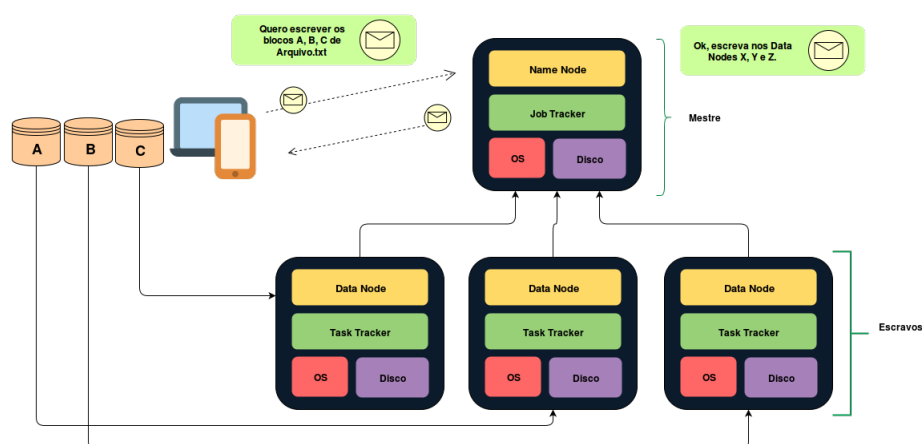 Quero escrever os
blocos A, B, C de
Arquivo.txt
Ok, escreva nos Data
Nodes X, Y e Z.
Name Node
Job Tracker
OS
Disco
Mestre
A
B
C
Data Node
Task Tracker
OS
Disco
Data Node
Task Tracker
OS
Disco
Data Node
Task Tracker
OS
Disco
Escravos